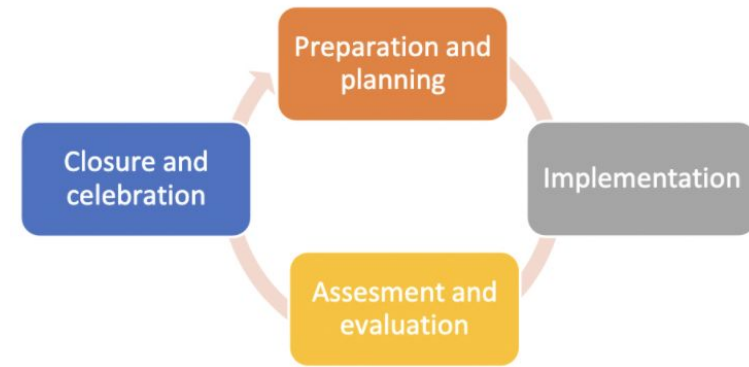 Preparation and
planning
Implementation
Assesment and
evaluation
Closure and
celebration